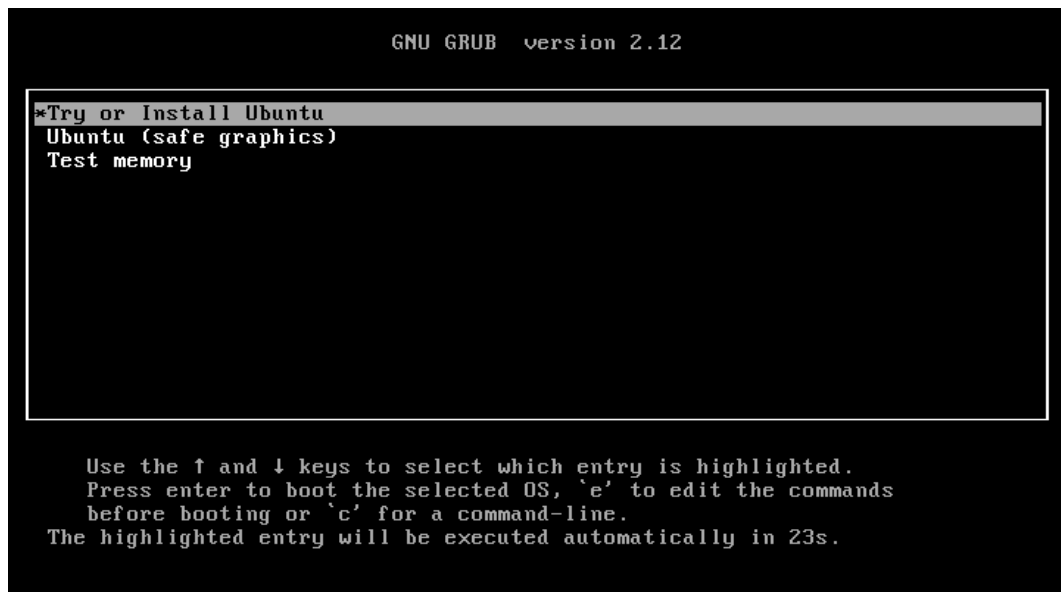 GNU GRUB version 2.12
*Try or Install Ubuntu
Ubuntu (safe graphics)
Test memory
Use the ↑ and ↓ keys to select which entry is highlighted.
Press enter to boot the selected OS, `e' to edit the commands
before booting or `c' for a command-line.
The highlighted entry will be executed automatically in 23s.